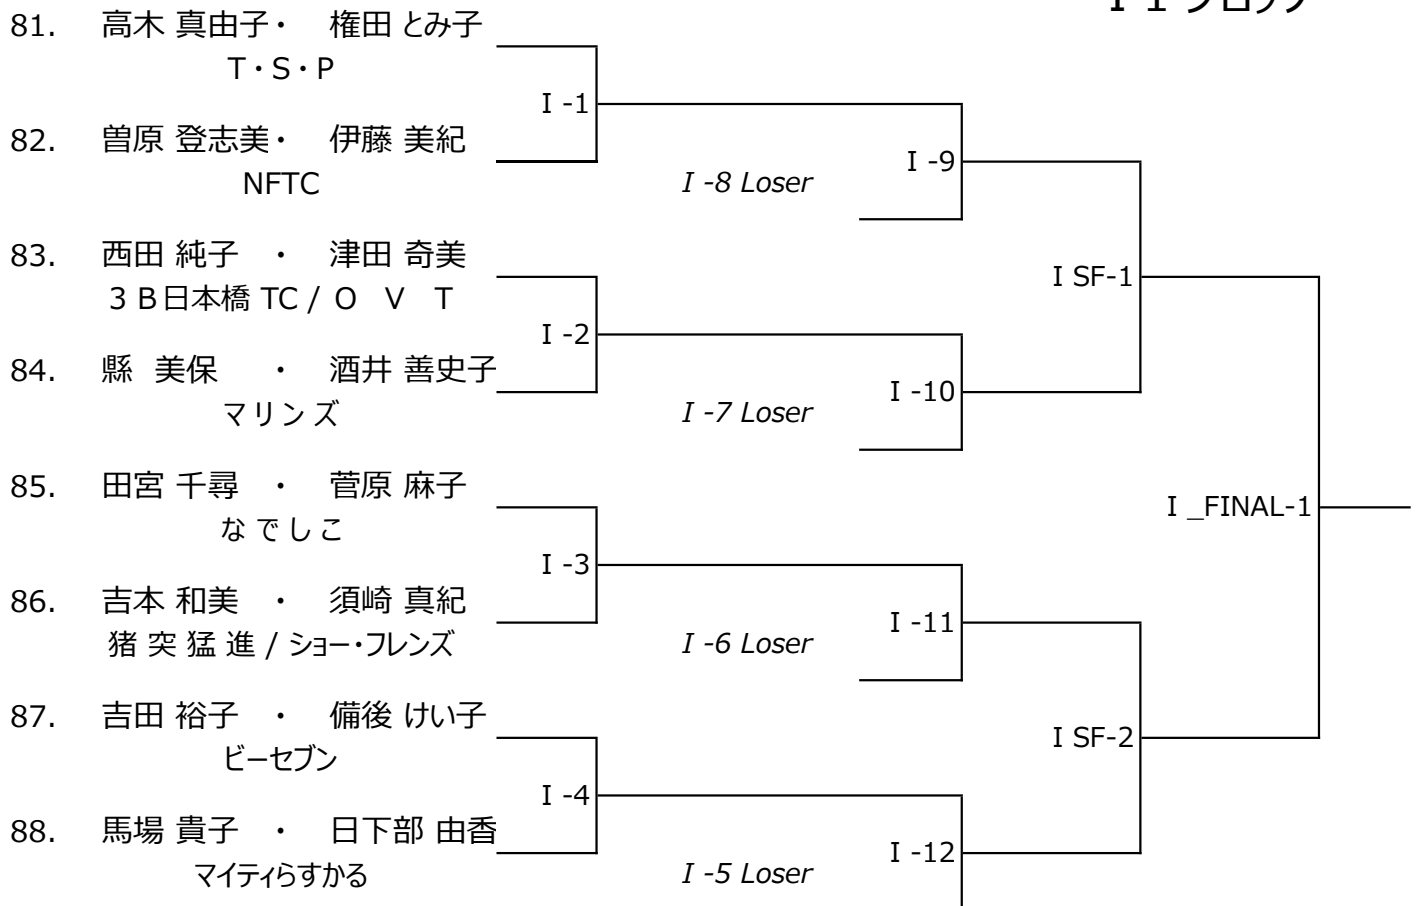 I 1 ブロック
81. 高木 真由子・ 権田 とみ子
T・S・P
I -1
82. 曽原 登志美・ 伊藤 美紀
NFTC
I -8 Loser
I -9
83. 西田 純子 ・ 津田 奇美
３Ｂ日本橋 TC / Ｏ Ｖ Ｔ
I SF-1
I -2
84. 縣 美保 ・ 酒井 善史子
マリンズ
I -7 Loser
I -10
85. 田宮 千尋 ・ 菅原 麻子
なでしこ
I _FINAL-1
I -3
86. 吉本 和美 ・ 須崎 真紀
猪突猛進 / ショー・フレンズ
I -6 Loser
I -11
87. 吉田 裕子 ・ 備後 けい子
ビーセブン
I SF-2
I -4
88. 馬場 貴子 ・ 日下部 由香
マイティらすかる
I -5 Loser
I -12